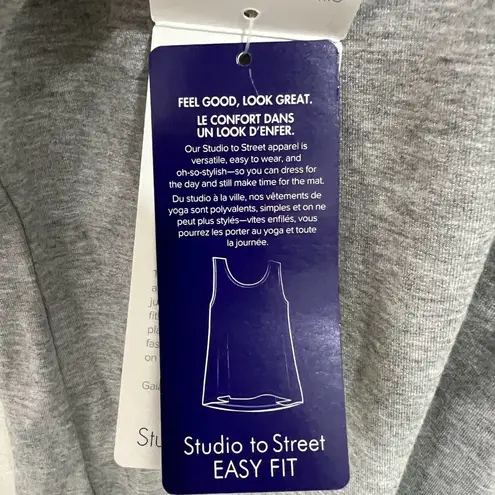 FEEL GOOD, LOOK GREAT.
LE CONFORT DANS
UN LOOK D'ENFER.
Our Studio to Street apparel is
versatile, easy to wear, and
oh-so-stylish—so you can dress for
the day and still make time for the mat.
Du studio à la ville, nos vêtements de
yoga sont polyvalents, simples et on ne
peut plus stylés—vites enfilés, vous
pourrez les porter au yoga et toute
la journée.
Studio to Street
EASY FIT